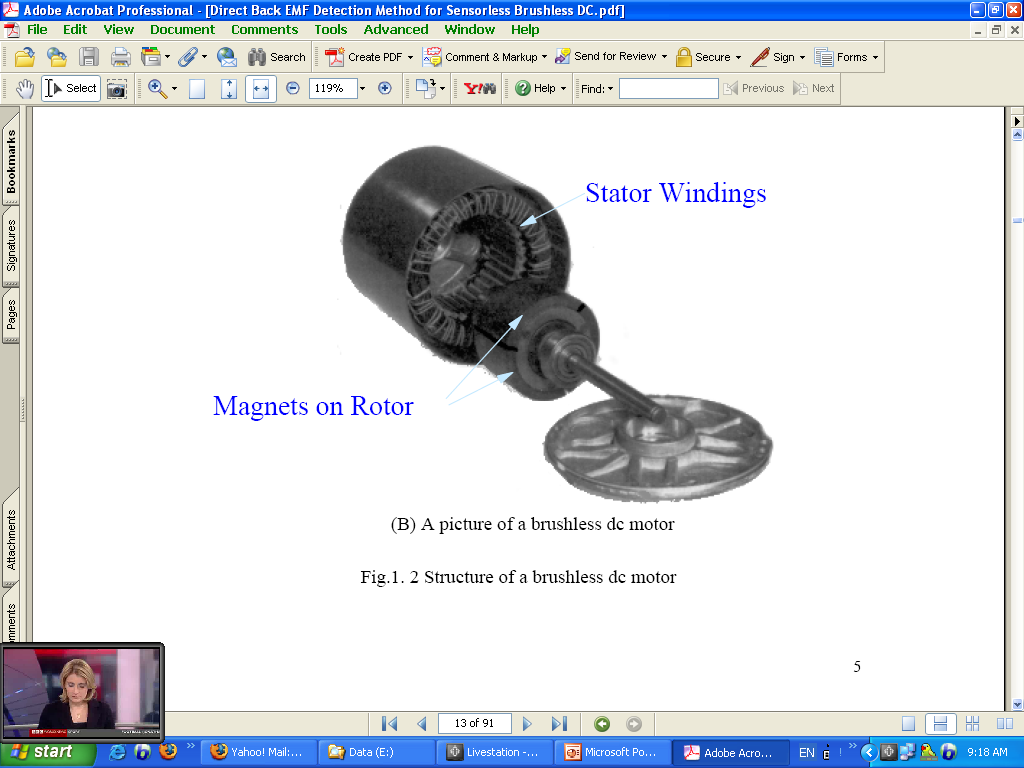 Adobe Acrobat Professional - [Direct Back EMF Detection Method for Sensorless Brushless DC.pdf]
File Edit View Document Comments Tools Advanced Window Help
Search Create PDF Comment & Markup Send for Review Secure Sign Forms
Select 119% Y! Help Find: Previous Next
Bookmarks
Signatures
Pages
Attachments
mments
Stator Windings
Magnets on Rotor
(B) A picture of a brushless dc motor
Fig.1. 2 Structure of a brushless dc motor
5
13 of 91
start Yahoo! Mail:... Data (E:) Livestation -... Microsoft Po... Adobe Acro... EN 9:18 AM